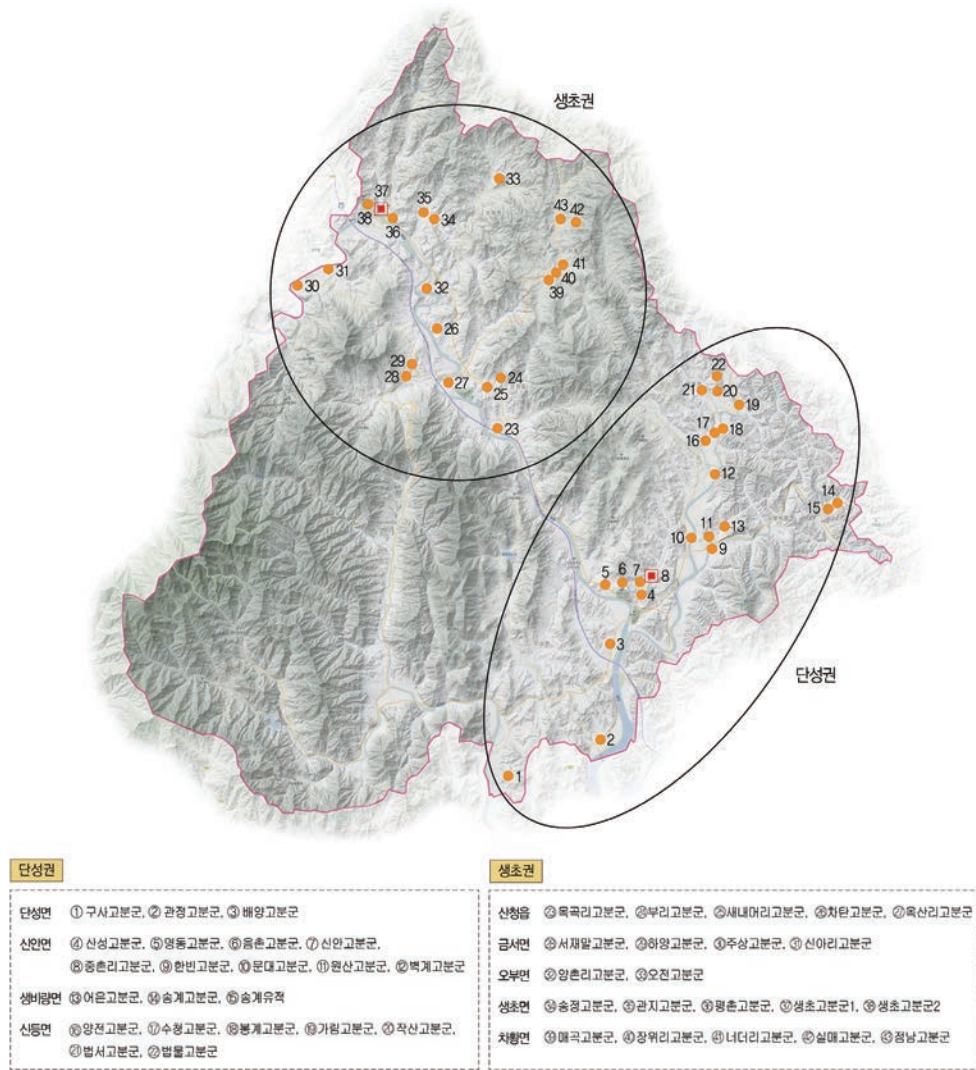 생초권
33
37
35
43 42
38
34
36
41
31
40
30
32
39
26
29
22
24
28
27
21 20
25
19
17 18
23
16
12
14
15
11 13
10
9
6 7
5 8
4
3
단성권
2
1
단성권
단성면 ① 구사고분군, ② 관정고분군, ③ 배양고분군
신안면 ④ 산성고분군, ⑤ 명동고분군, ⑥ 음촌고분군, ⑦ 신안고분군,
⑧ 중촌리고분군, ⑨ 한빈고분군, ⑩ 문대고분군, ⑪ 원산고분군, ⑫ 벽계고분군
생비량면 ⑬ 어은고분군, ⑭ 송계고분군, ⑮ 송계유적
신등면 ⑯ 양전고분군, ⑰ 수청고분군, ⑱ 봉계고분군, ⑲ 가림고분군, ⑳ 작산고분군,
㉑ 법서고분군, ㉒ 법물고분군
생초권
산청읍 ㉓ 묵곡리고분군, ㉔ 부리고분군, ㉕ 새내머리고분군, ㉖ 차탄고분군, ㉗ 옥산리고분군
금서면 ㉘ 서재말고분군, ㉙ 하양고분군, ㉚ 주상고분군, ㉛ 신아리고분군
오부면 ㉜ 양촌리고분군, ㉝ 오전고분군
생초면 ㉞ 송정고분군, ㉟ 관지고분군, ㊱ 평촌고분군, ㊲ 생초고분군1, ㊳ 생초고분군2
차황면 ㊴ 매곡고분군, ㊵ 장위리고분군, ㊶ 너더리고분군, ㊷ 실매고분군, ㊸ 점남고분군